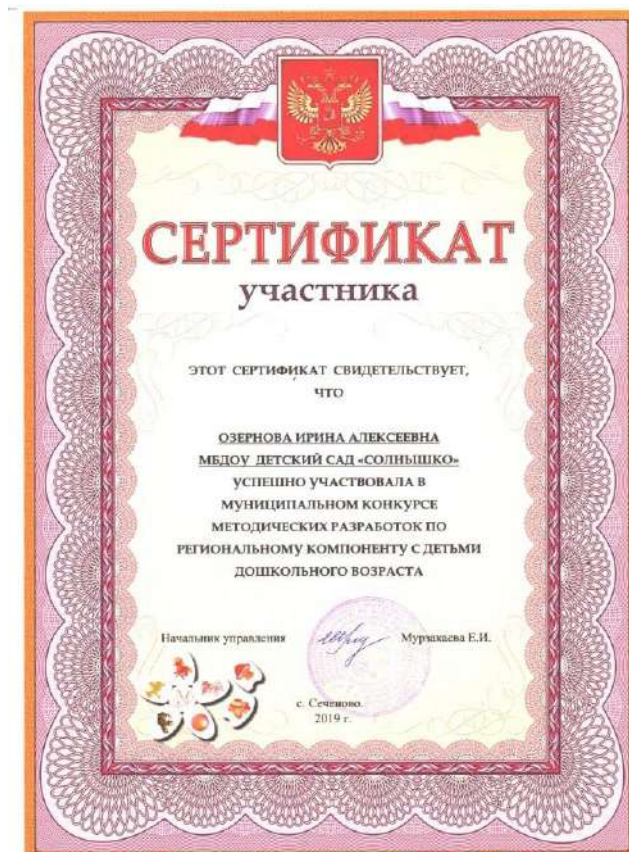 СЕРТИФИКАТ
участника
ЭТОТ СЕРТИФИКАТ СВИДЕТЕЛЬСТВУЕТ,
ЧТО
ОЗЕРНОВА ИРИНА АЛЕКСЕЕВНА
МБДОУ ДЕТСКИЙ САД «СОЛНЫШКО»
УСПЕШНО УЧАСТВОВАЛА В
МУНИЦИПАЛЬНОМ КОНКУРСЕ
МЕТОДИЧЕСКИХ РАЗРАБОТОК ПО
РЕГИОНАЛЬНОМУ КОМПОНЕНТУ С ДЕТЬМИ
ДОШКОЛЬНОГО ВОЗРАСТА
Начальник управления Мурзакаева Е.И.
с. Сеченово.
2019 г.